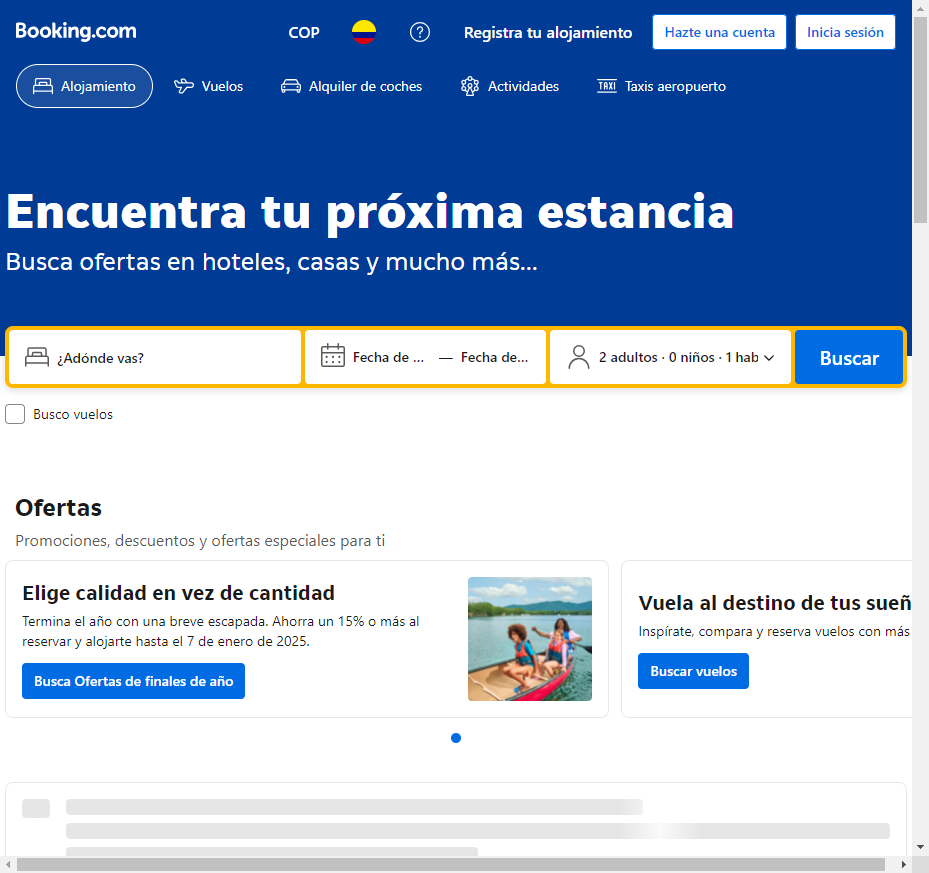 Booking.com
COP
Registra tu alojamiento
Hazte una cuenta
Inicia sesión
Alojamiento
Vuelos
Alquiler de coches
Actividades
TAXI
Taxis aeropuerto
Encuentra tu próxima estancia
Busca ofertas en hoteles, casas y mucho más...
¿Adónde vas?
Fecha de ... — Fecha de...
2 adultos · 0 niños · 1 hab
Buscar
Busco vuelos
Ofertas
Promociones, descuentos y ofertas especiales para ti
Elige calidad en vez de cantidad
Termina el año con una breve escapada. Ahorra un 15% o más al
reservar y alojarte hasta el 7 de enero de 2025.
Busca Ofertas de finales de año
Vuela al destino de tus sueñ
Inspírate, compara y reserva vuelos con más
Buscar vuelos